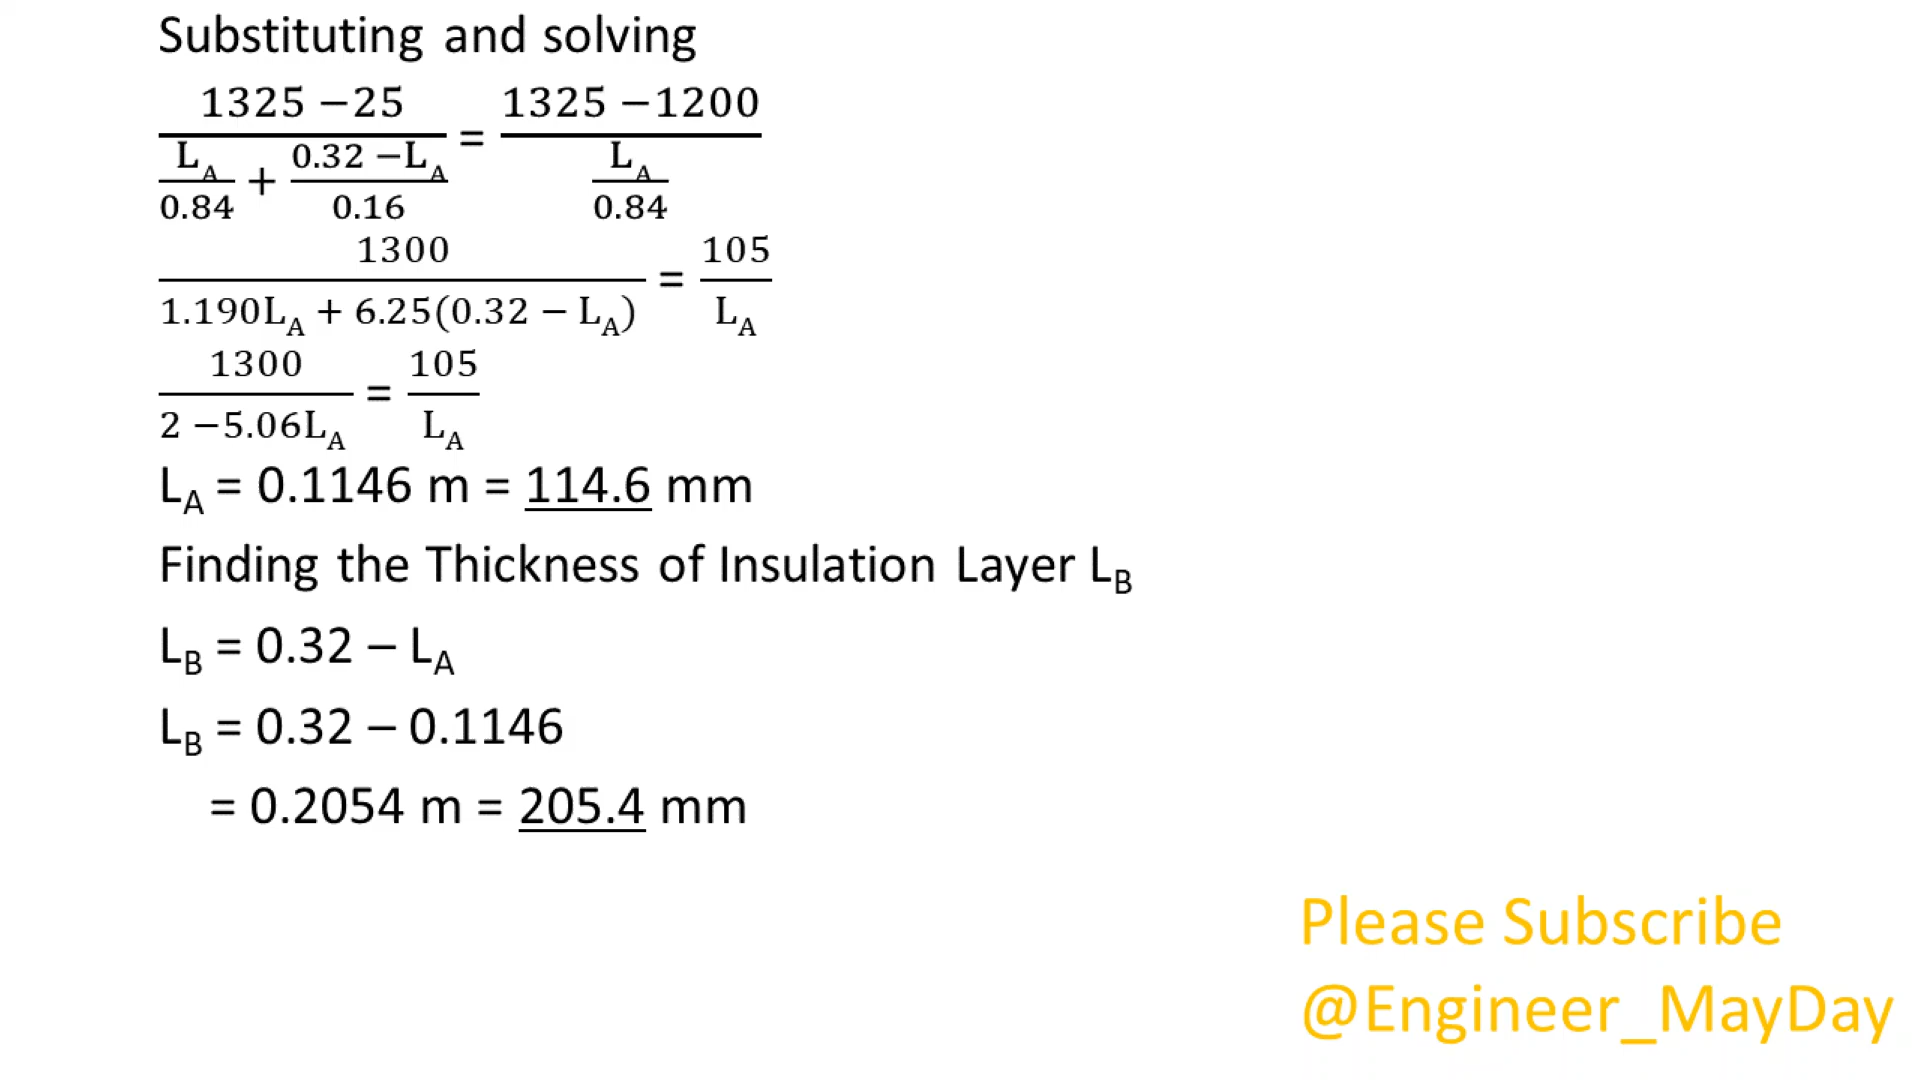 Substituting and solving
1325 −25 / (L_A/0.84 + 0.32 −L_A/0.16) = 1325 −1200 / (L_A/0.84)
1300 / (1.190L_A + 6.25(0.32 − L_A)) = 105 / L_A
1300 / (2 −5.06L_A) = 105 / L_A
L_A = 0.1146 m = 114.6 mm
Finding the Thickness of Insulation Layer L_B
L_B = 0.32 – L_A
L_B = 0.32 – 0.1146
= 0.2054 m = 205.4 mm
Please Subscribe
@Engineer_MayDay